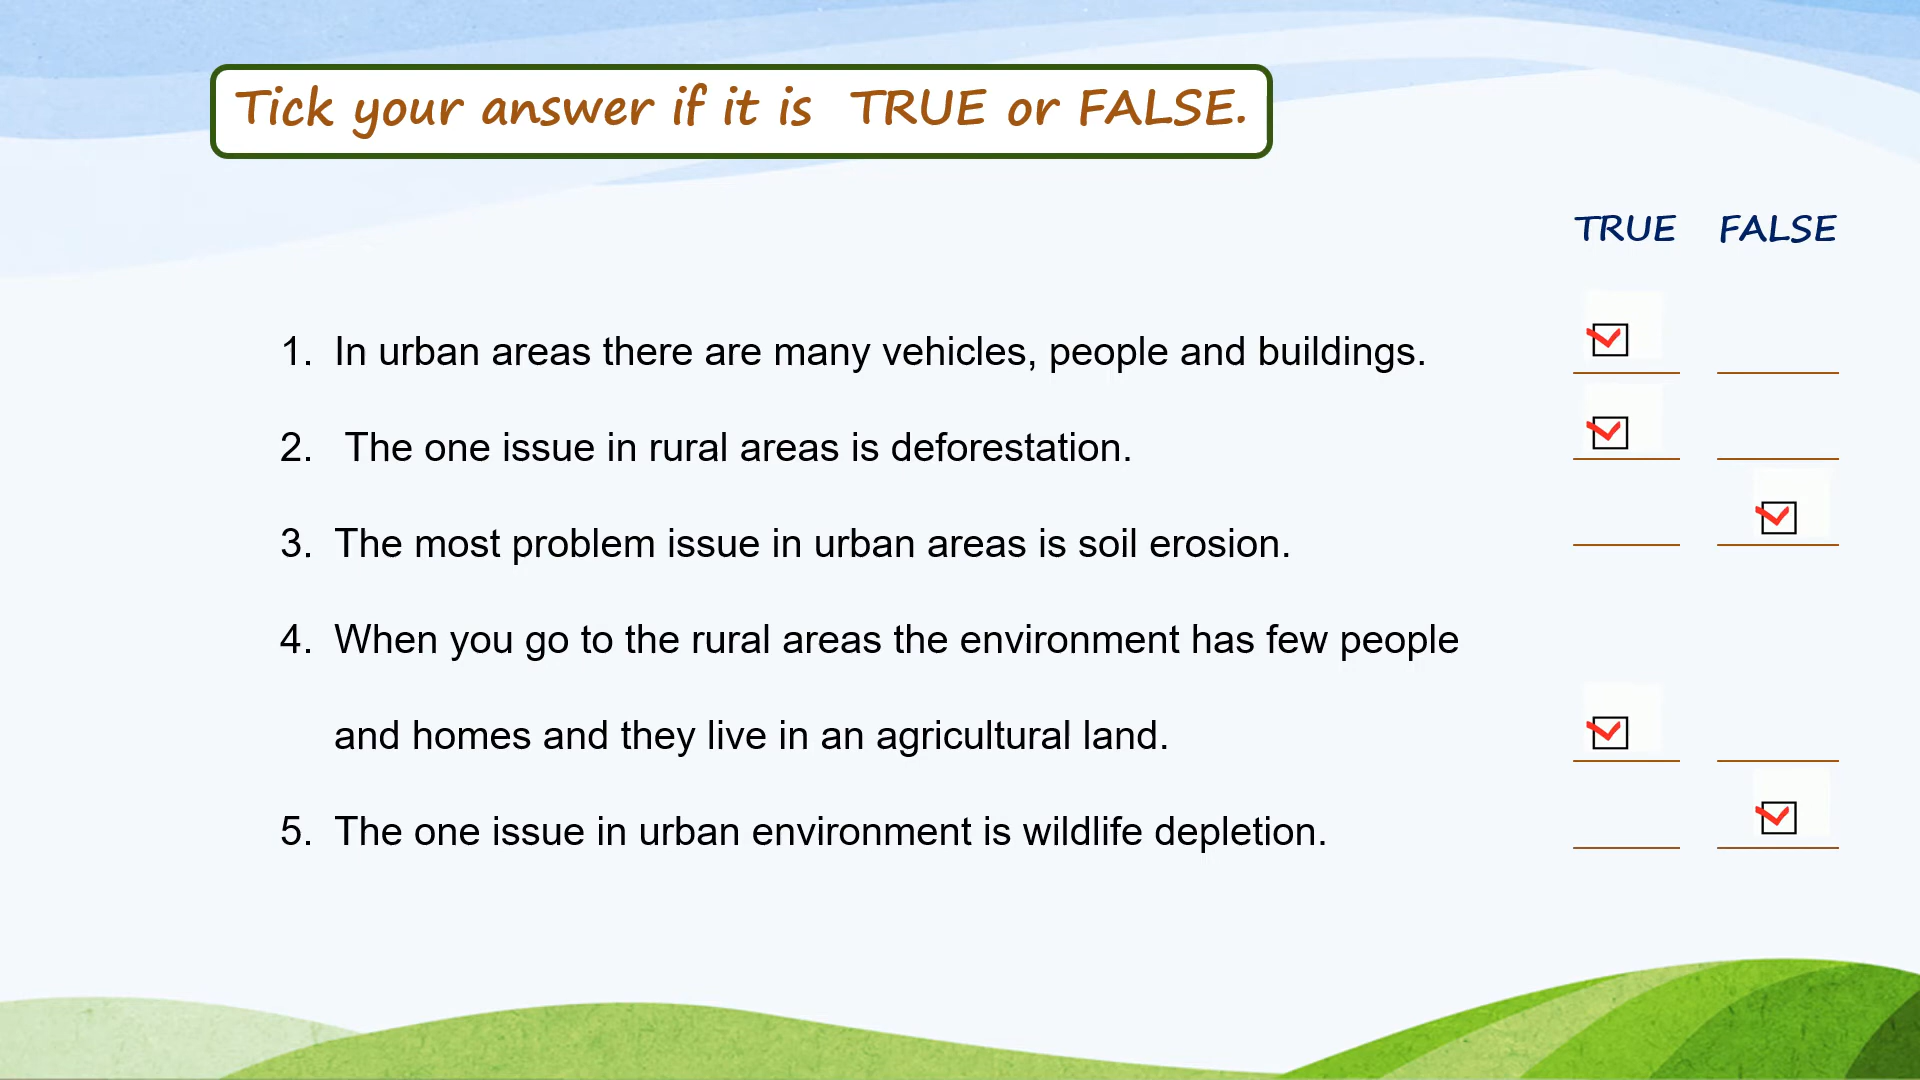 Tick your answer if it is TRUE or FALSE.
TRUE FALSE
1. In urban areas there are many vehicles, people and buildings.
2. The one issue in rural areas is deforestation.
3. The most problem issue in urban areas is soil erosion.
4. When you go to the rural areas the environment has few people
and homes and they live in an agricultural land.
5. The one issue in urban environment is wildlife depletion.